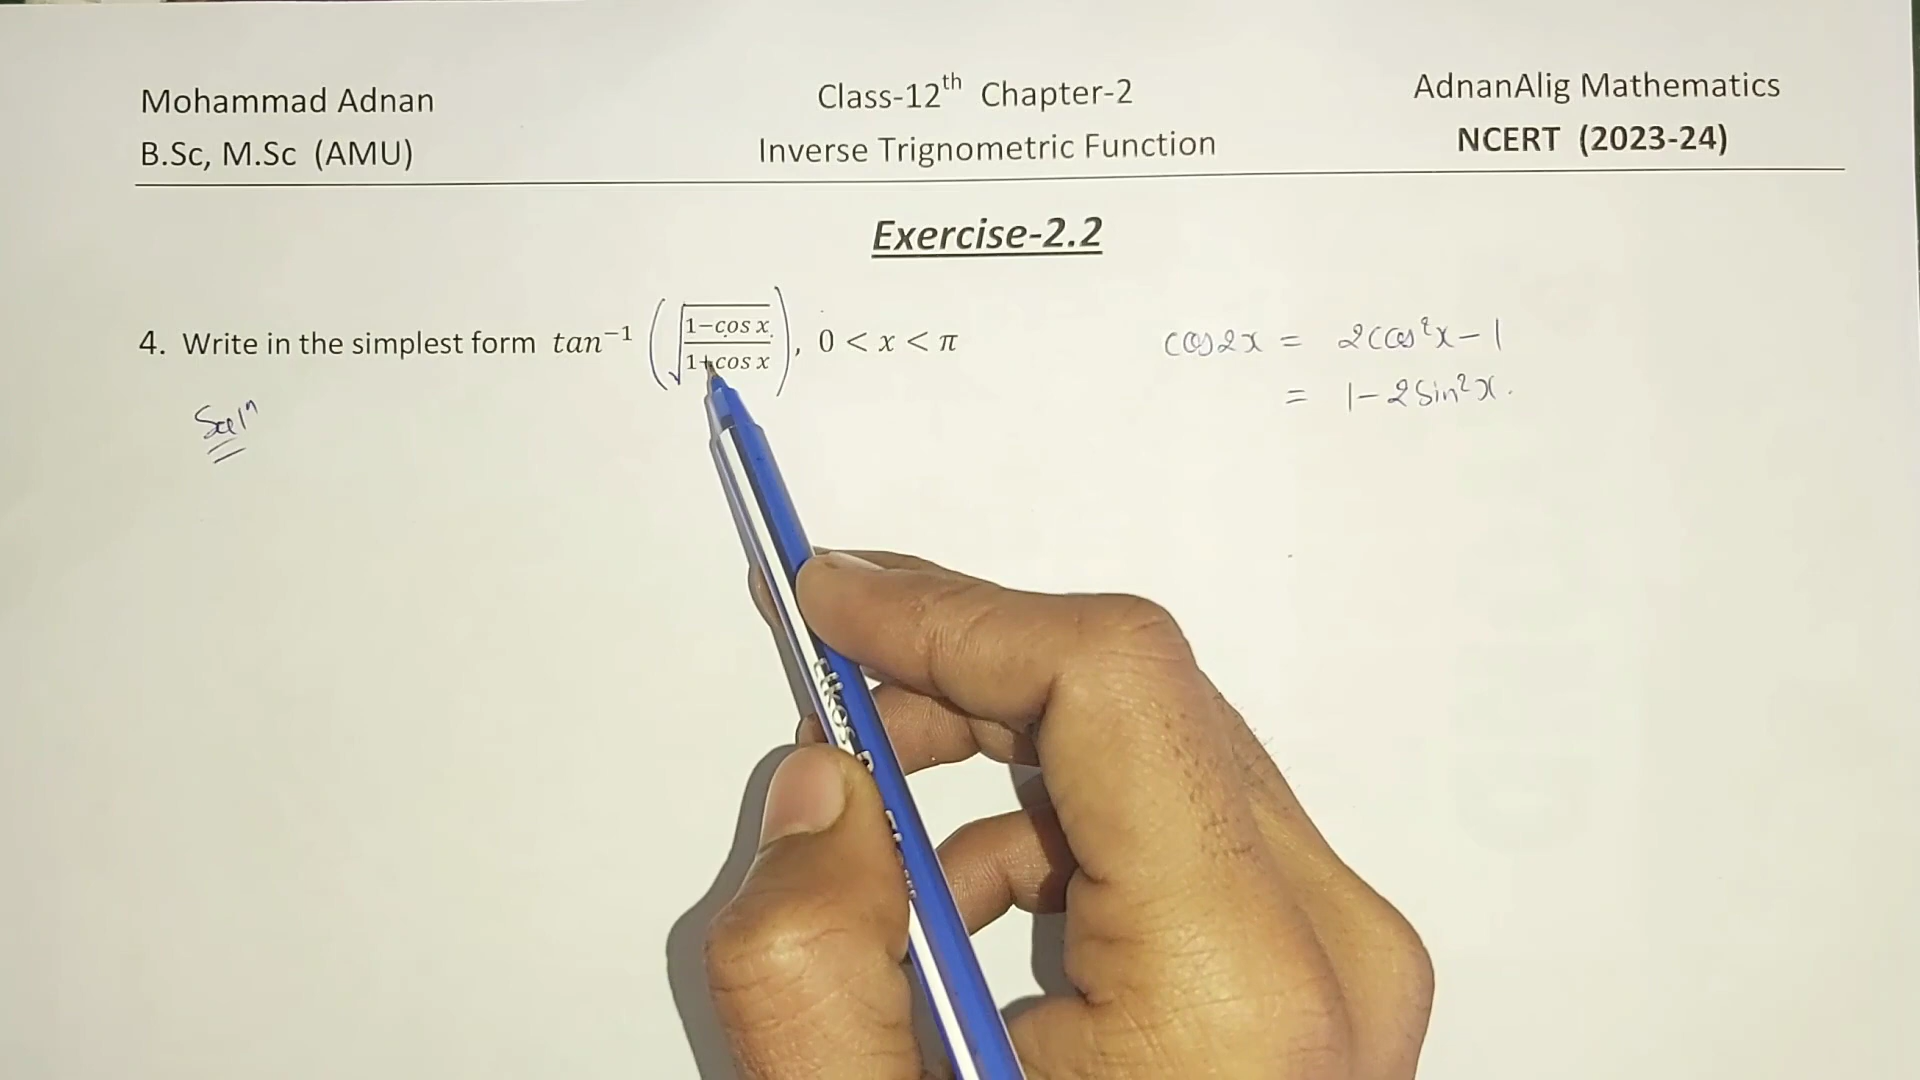 Mohammad Adnan
B.Sc, M.Sc (AMU)
Class-12th Chapter-2
Inverse Trignometric Function
AdnanAlig Mathematics
NCERT (2023-24)
Exercise-2.2
4. Write in the simplest form tan⁻¹ (√((1−cos x)/(1+cos x))), 0 < x < π
cos2x = 2cos²x − 1
= 1 − 2Sin²x.
Solⁿ